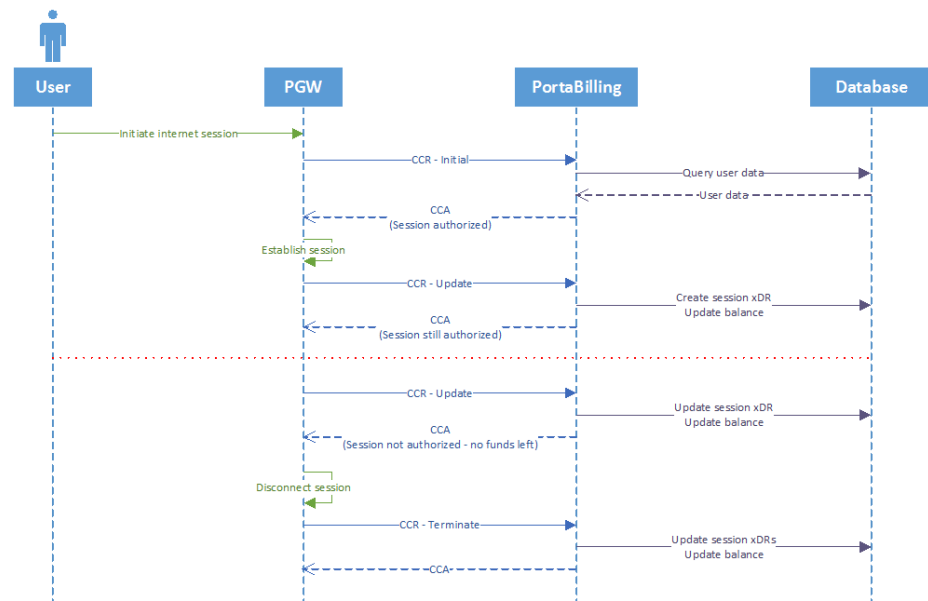 User
PGW
PortaBilling
Database
Initiate internet session
CCR - Initial
Query user data
User data
CCA
(Session authorized)
Establish session
CCR - Update
Create session xDR
Update balance
CCA
(Session still authorized)
CCR - Update
Update session xDR
Update balance
CCA
(Session not authorized - no funds left)
Disconnect session
CCR - Terminate
Update session xDRs
Update balance
CCA